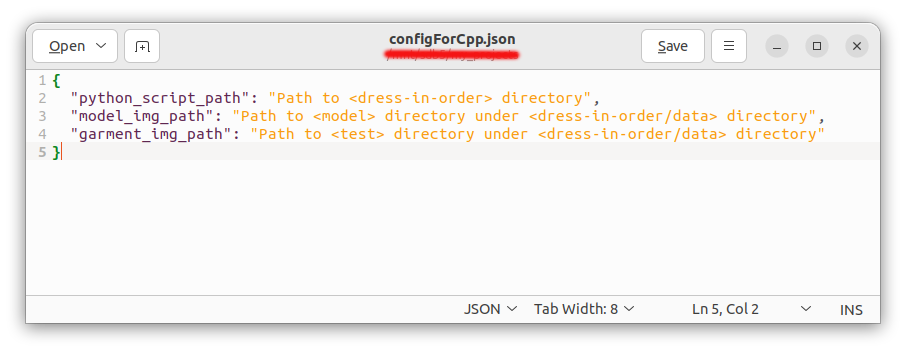 Open
configForCpp.json
Save
1 {
2 "python_script_path": "Path to <dress-in-order> directory",
3 "model_img_path": "Path to <model> directory under <dress-in-order/data> directory",
4 "garment_img_path": "Path to <test> directory under <dress-in-order/data> directory"
5 }
JSON Tab Width: 8 Ln 5, Col 2 INS